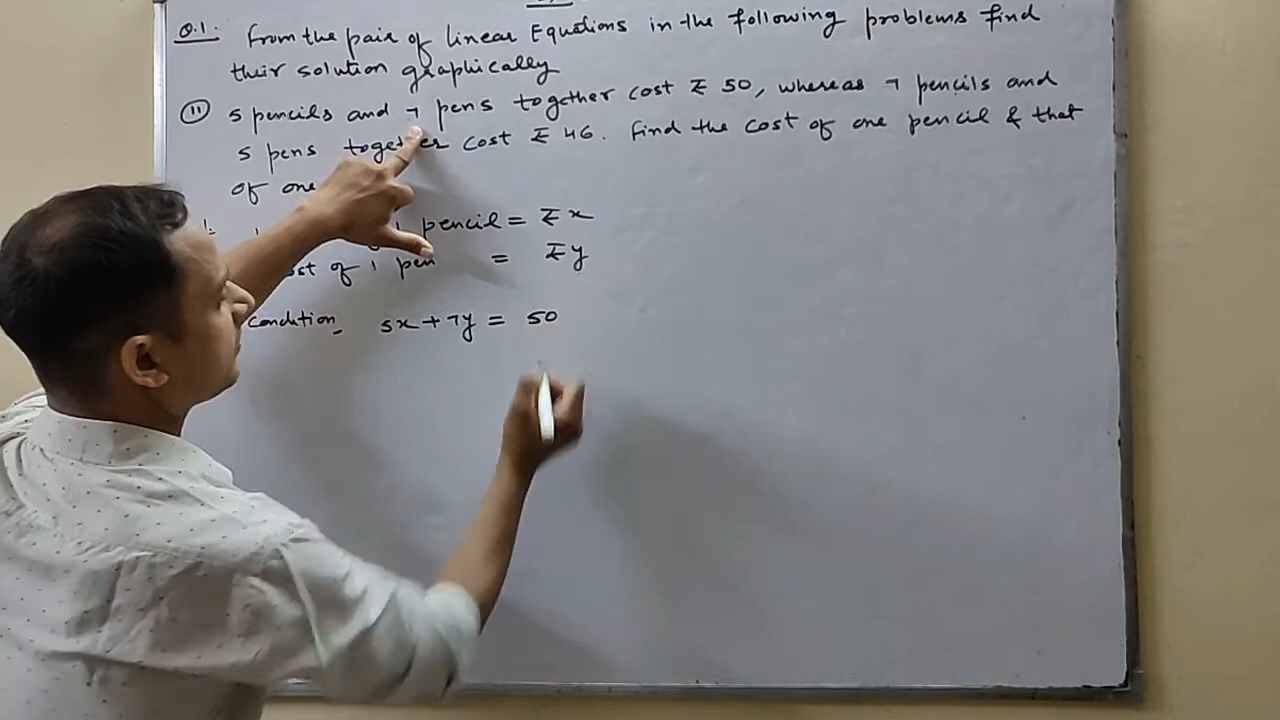 Q.1. From the pair of linear Equations in the following problems find
their solution graphically
(ii) 5 pencils and 7 pens together cost ₹ 50, whereas 7 pencils and
5 pens together cost ₹ 46. Find the cost of one pencil & that
of one
1 pencil = ₹ x
of 1 pen = ₹ y
condition, 5x + 7y = 50